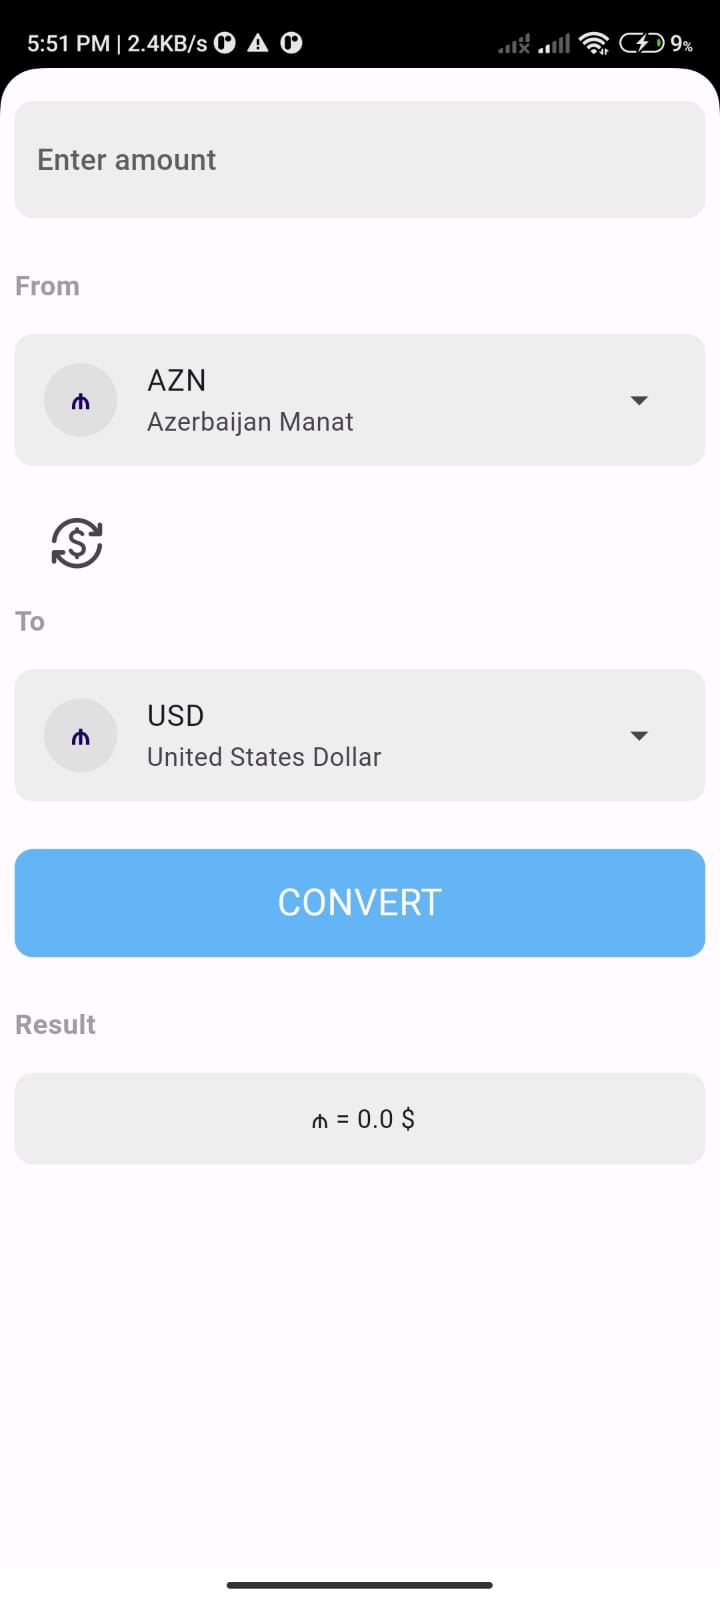 5:51 PM | 2.4KB/s 9%
Enter amount
From
₼
AZN
Azerbaijan Manat
$
To
₼
USD
United States Dollar
CONVERT
Result
₼ = 0.0 $